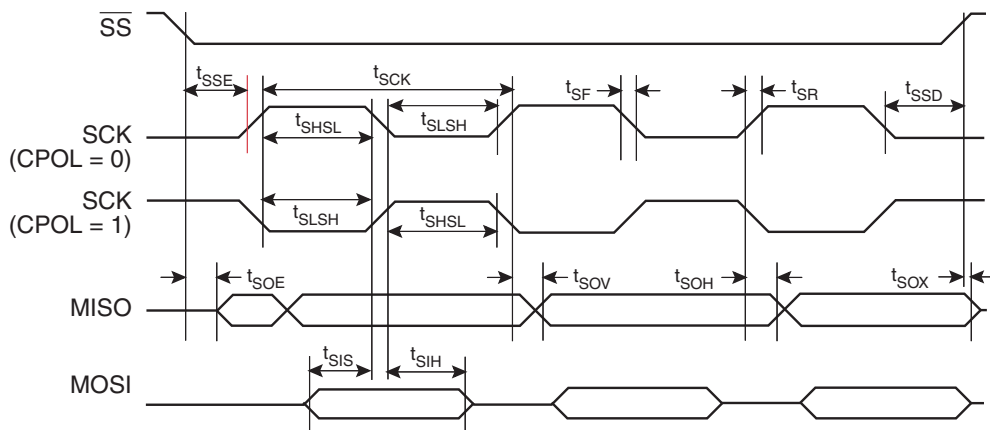 SS
tSSE
tSCK
tSF
tSR
tSSD
tSHSL
tSLSH
SCK
(CPOL = 0)
SCK
(CPOL = 1)
tSLSH
tSHSL
tSOE
tSOV
tSOH
tSOX
MISO
tSIS
tSIH
MOSI